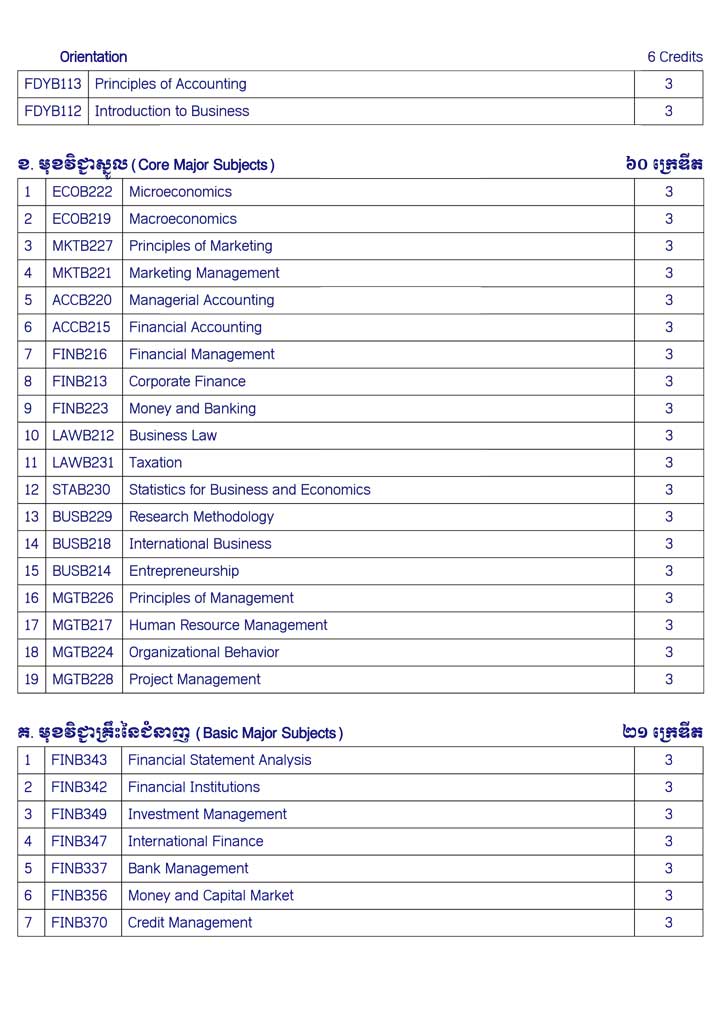 Orientation 6 Credits
FDYB113 Principles of Accounting 3
FDYB112 Introduction to Business 3
ខ. មុខវិជ្ជាស្នូល (Core Major Subjects) ៦០ ក្រេឌីត
1 ECOB222 Microeconomics 3
2 ECOB219 Macroeconomics 3
3 MKTB227 Principles of Marketing 3
4 MKTB221 Marketing Management 3
5 ACCB220 Managerial Accounting 3
6 ACCB215 Financial Accounting 3
7 FINB216 Financial Management 3
8 FINB213 Corporate Finance 3
9 FINB223 Money and Banking 3
10 LAWB212 Business Law 3
11 LAWB231 Taxation 3
12 STAB230 Statistics for Business and Economics 3
13 BUSB229 Research Methodology 3
14 BUSB218 International Business 3
15 BUSB214 Entrepreneurship 3
16 MGTB226 Principles of Management 3
17 MGTB217 Human Resource Management 3
18 MGTB224 Organizational Behavior 3
19 MGTB228 Project Management 3
គ. មុខវិជ្ជាគ្រឹះនៃជំនាញ (Basic Major Subjects) ២១ ក្រេឌីត
1 FINB343 Financial Statement Analysis 3
2 FINB342 Financial Institutions 3
3 FINB349 Investment Management 3
4 FINB347 International Finance 3
5 FINB337 Bank Management 3
6 FINB356 Money and Capital Market 3
7 FINB370 Credit Management 3